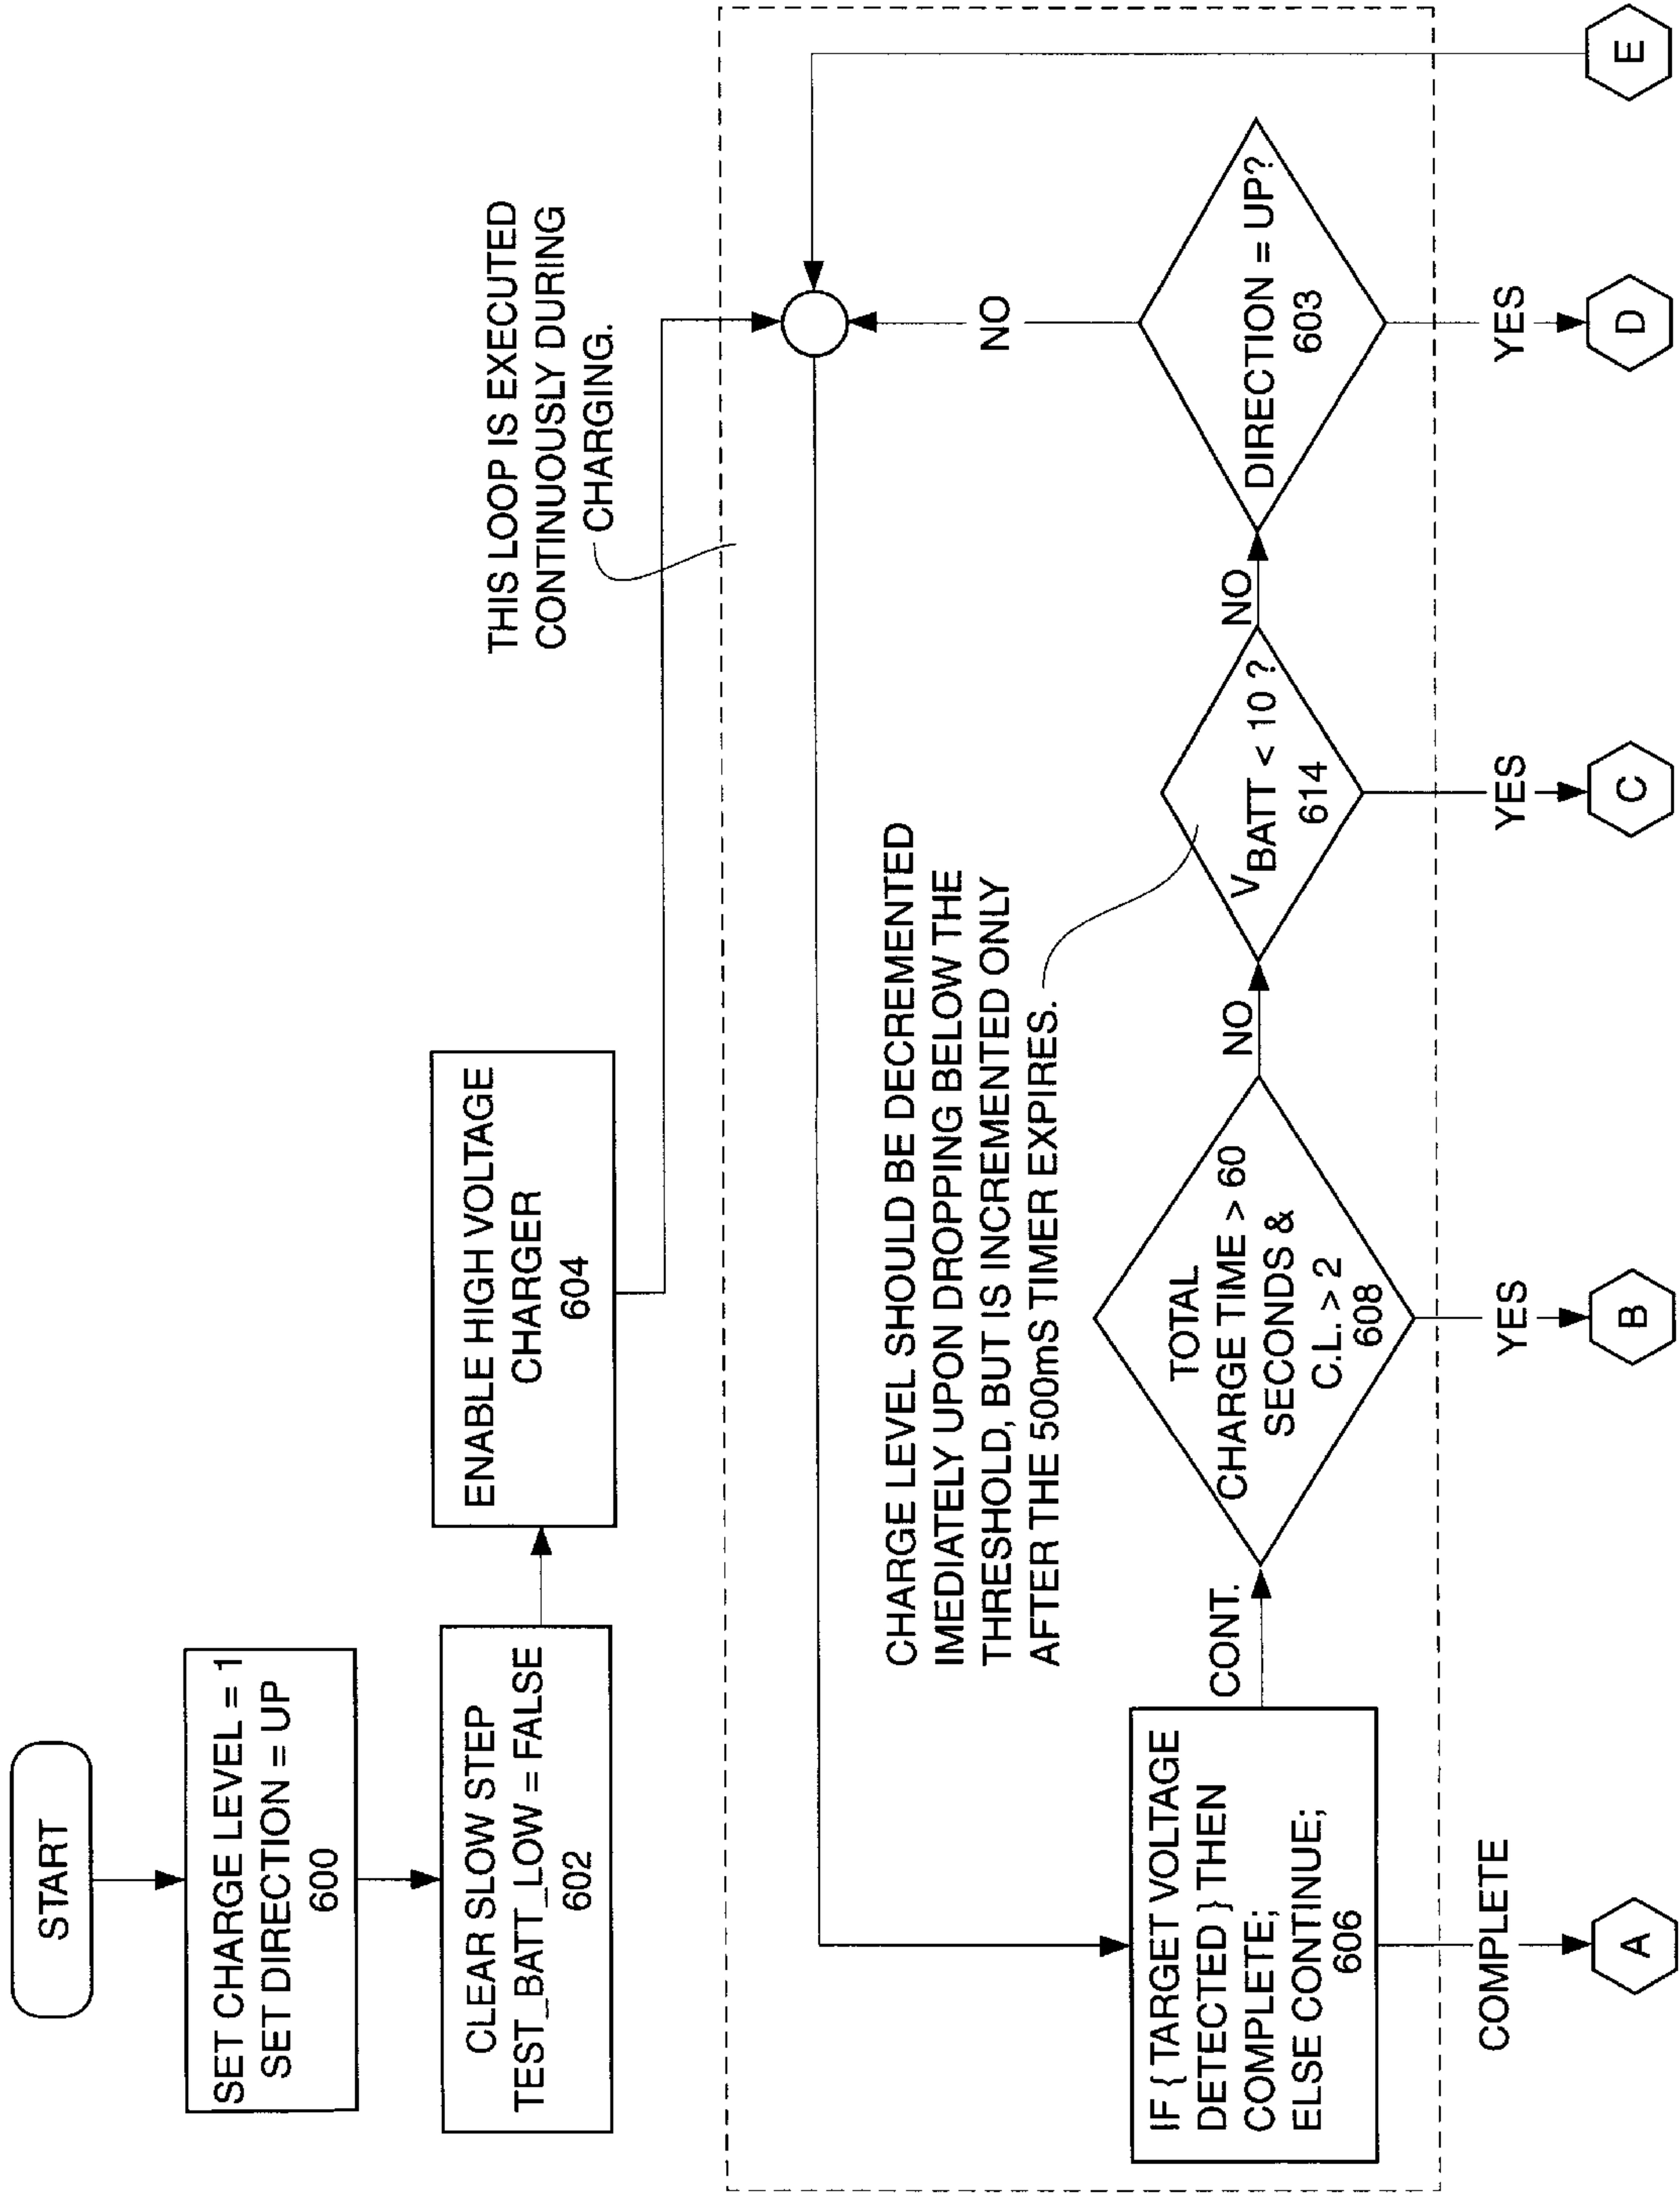 START
SET CHARGE LEVEL = 1
SET DIRECTION = UP
600
CLEAR SLOW STEP
TEST_BATT_LOW = FALSE
602
ENABLE HIGH VOLTAGE
CHARGER
604
THIS LOOP IS EXECUTED
CONTINUOUSLY DURING
CHARGING.
CHARGE LEVEL SHOULD BE DECREMENTED
IMEDIATELY UPON DROPPING BELOW THE
THRESHOLD, BUT IS INCREMENTED ONLY
AFTER THE 500mS TIMER EXPIRES.
IF { TARGET VOLTAGE
DETECTED } THEN
COMPLETE;
ELSE CONTINUE;
606
CONT.
TOTAL
CHARGE TIME > 60
SECONDS &
C.L. > 2
608
NO
VBATT < 10 ?
614
NO
DIRECTION = UP?
603
NO
COMPLETE
YES
YES
YES
A
B
C
D
E